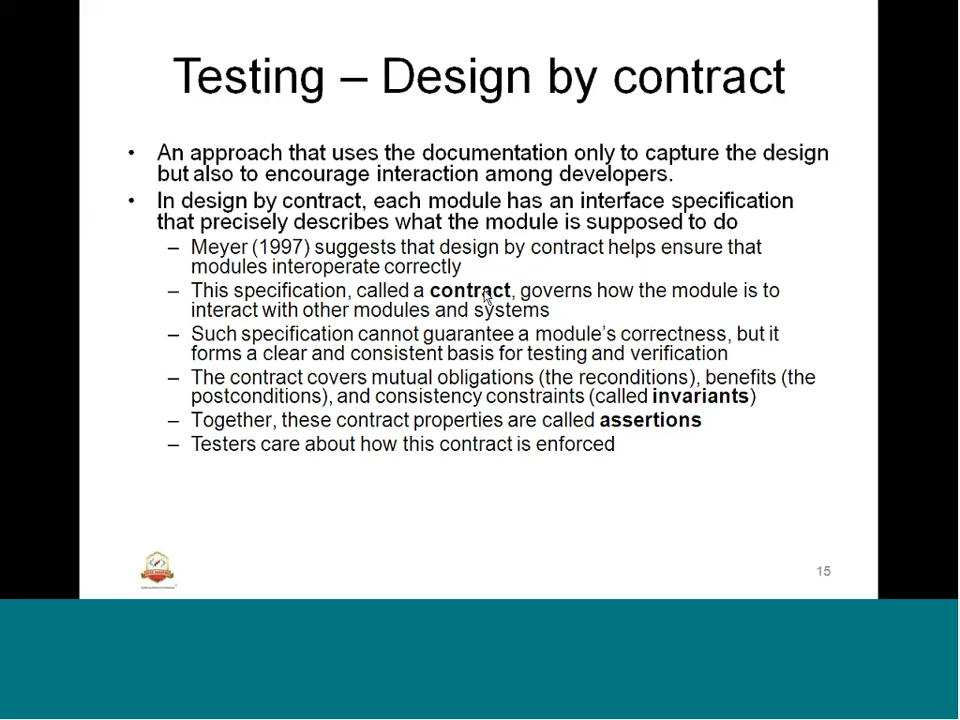 Testing – Design by contract
• An approach that uses the documentation only to capture the design
but also to encourage interaction among developers.
• In design by contract, each module has an interface specification
that precisely describes what the module is supposed to do
– Meyer (1997) suggests that design by contract helps ensure that
modules interoperate correctly
– This specification, called a contract, governs how the module is to
interact with other modules and systems
– Such specification cannot guarantee a module's correctness, but it
forms a clear and consistent basis for testing and verification
– The contract covers mutual obligations (the reconditions), benefits (the
postconditions), and consistency constraints (called invariants)
– Together, these contract properties are called assertions
– Testers care about how this contract is enforced
15